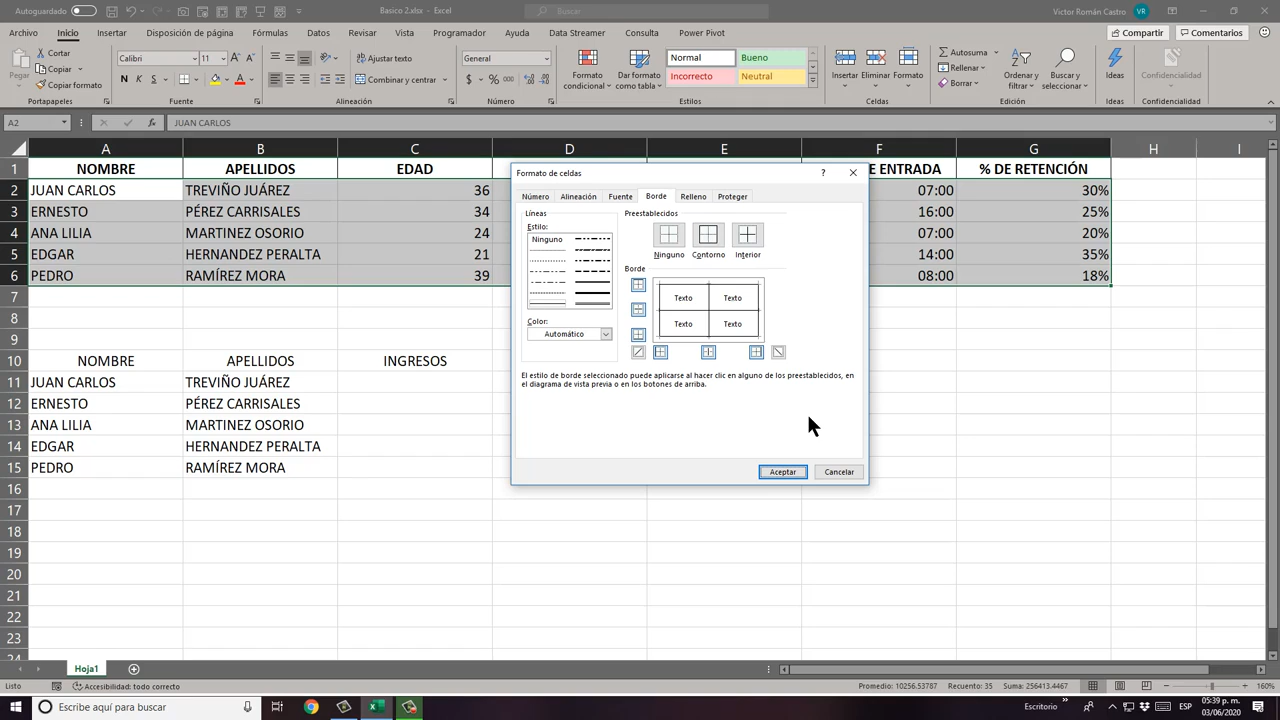 Autoguardado
Basico 2.xlsx - Excel
Buscar
Victor Román Castro
VR
Archivo Inicio Insertar Disposición de página Fórmulas Datos Revisar Vista Programador Ayuda Data Streamer Consulta Power Pivot
Compartir Comentarios
Pegar
Cortar
Copiar
Copiar formato
Portapapeles
Calibri 11
N K S
Fuente
Ajustar texto
Combinar y centrar
Alineación
General
$ % 000
Número
Formato condicional
Dar formato como tabla
Normal Bueno
Incorrecto Neutral
Estilos
Insertar Eliminar Formato
Celdas
Autosuma
Rellenar
Borrar
Ordenar y filtrar
Buscar y seleccionar
Edición
Ideas
Ideas
Confidencialidad
Confidencialidad
A2 fx JUAN CARLOS
A B C D E F G H I
1 NOMBRE APELLIDOS EDAD E ENTRADA % DE RETENCIÓN
2 JUAN CARLOS TREVIÑO JUÁREZ 36 07:00 30%
3 ERNESTO PÉREZ CARRISALES 34 16:00 25%
4 ANA LILIA MARTINEZ OSORIO 24 07:00 20%
5 EDGAR HERNANDEZ PERALTA 21 14:00 35%
6 PEDRO RAMÍREZ MORA 39 08:00 18%
7
8
9
10 NOMBRE APELLIDOS INGRESOS
11 JUAN CARLOS TREVIÑO JUÁREZ
12 ERNESTO PÉREZ CARRISALES
13 ANA LILIA MARTINEZ OSORIO
14 EDGAR HERNANDEZ PERALTA
15 PEDRO RAMÍREZ MORA
16
17
18
19
20
21
22
23
24
Formato de celdas ?
Número Alineación Fuente Borde Relleno Proteger
Líneas
Estilo:
Ninguno
Color:
Automático
Preestablecidos
Ninguno Contorno Interior
Borde
Texto Texto
Texto Texto
El estilo de borde seleccionado puede aplicarse al hacer clic en alguno de los preestablecidos, en
el diagrama de vista previa o en los botones de arriba.
Aceptar Cancelar
Hoja1
Listo
Accesibilidad: todo correcto
Promedio: 10256.53787 Recuento: 35 Suma: 256413.4467
160%
Escribe aquí para buscar
Escritorio
ESP
05:39 p. m.
03/06/2020